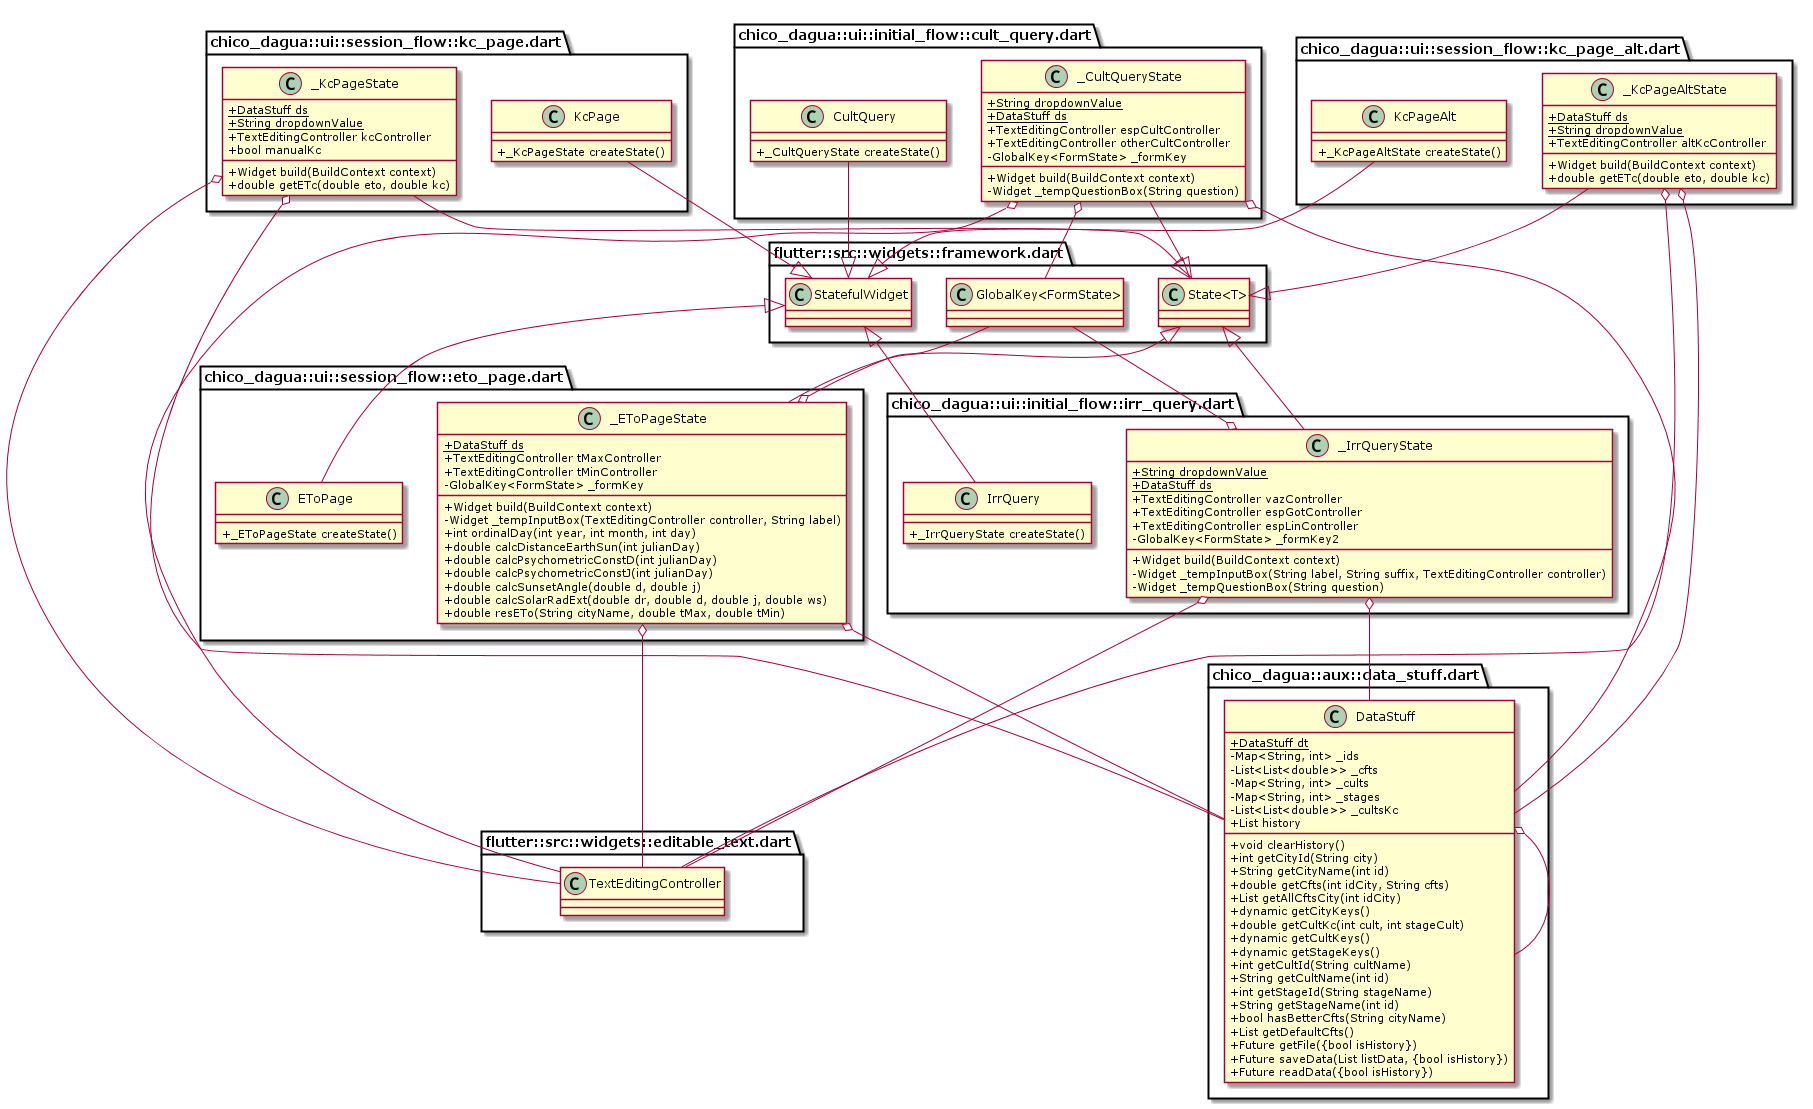 chico_dagua::ui::session_flow::kc_page.dart
C _KcPageState
+DataStuff ds
+String dropdownValue
+TextEditingController kcController
+bool manualKc
+Widget build(BuildContext context)
+double getETc(double eto, double kc)
C KcPage
+_KcPageState createState()
chico_dagua::ui::initial_flow::cult_query.dart
C CultQuery
+_CultQueryState createState()
C _CultQueryState
+String dropdownValue
+DataStuff ds
+TextEditingController espCultController
+TextEditingController otherCultController
-GlobalKey<FormState> _formKey
+Widget build(BuildContext context)
-Widget _tempQuestionBox(String question)
chico_dagua::ui::session_flow::kc_page_alt.dart
C KcPageAlt
+_KcPageAltState createState()
C _KcPageAltState
+DataStuff ds
+String dropdownValue
+TextEditingController altKcController
+Widget build(BuildContext context)
+double getETc(double eto, double kc)
flutter::src::widgets::framework.dart
C StatefulWidget
C GlobalKey<FormState>
C State<T>
chico_dagua::ui::session_flow::eto_page.dart
C EToPage
+_EToPageState createState()
C _EToPageState
+DataStuff ds
+TextEditingController tMaxController
+TextEditingController tMinController
-GlobalKey<FormState> _formKey
+Widget build(BuildContext context)
-Widget _tempInputBox(TextEditingController controller, String label)
+int ordinalDay(int year, int month, int day)
+double calcDistanceEarthSun(int julianDay)
+double calcPsychometricConstD(int julianDay)
+double calcPsychometricConstJ(int julianDay)
+double calcSunsetAngle(double d, double j)
+double calcSolarRadExt(double dr, double d, double j, double ws)
+double resETo(String cityName, double tMax, double tMin)
chico_dagua::ui::initial_flow::irr_query.dart
C IrrQuery
+_IrrQueryState createState()
C _IrrQueryState
+String dropdownValue
+DataStuff ds
+TextEditingController vazController
+TextEditingController espGotController
+TextEditingController espLinController
-GlobalKey<FormState> _formKey2
+Widget build(BuildContext context)
-Widget _tempInputBox(String label, String suffix, TextEditingController controller)
-Widget _tempQuestionBox(String question)
chico_dagua::aux::data_stuff.dart
C DataStuff
+DataStuff dt
-Map<String, int> _ids
-List<List<double>> _cfts
-Map<String, int> _cults
-Map<String, int> _stages
-List<List<double>> _cultsKc
+List history
+void clearHistory()
+int getCityId(String city)
+String getCityName(int id)
+double getCfts(int idCity, String cfts)
+List getAllCftsCity(int idCity)
+dynamic getCityKeys()
+double getCultKc(int cult, int stageCult)
+dynamic getCultKeys()
+dynamic getStageKeys()
+int getCultId(String cultName)
+String getCultName(int id)
+int getStageId(String stageName)
+String getStageName(int id)
+bool hasBetterCfts(String cityName)
+List getDefaultCfts()
+Future getFile({bool isHistory})
+Future saveData(List listData, {bool isHistory})
+Future readData({bool isHistory})
flutter::src::widgets::editable_text.dart
C TextEditingController